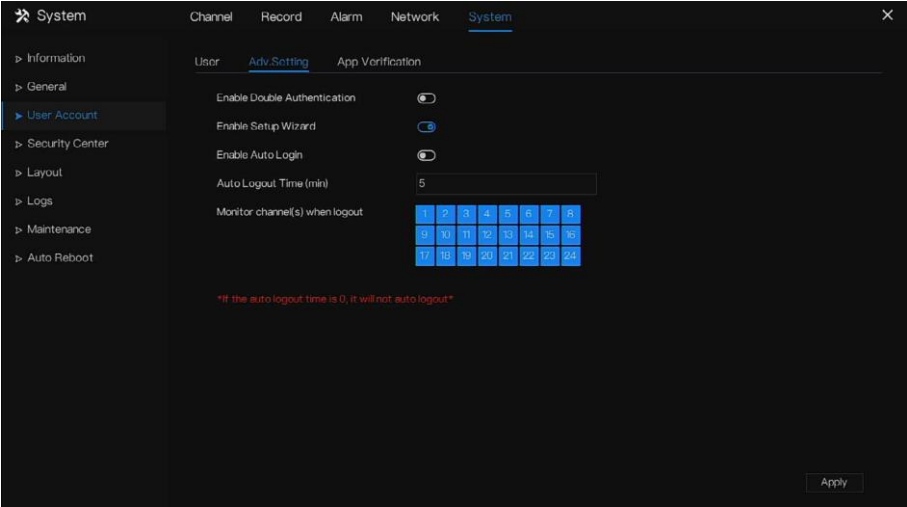 System
Channel Record Alarm Network System
Information
General
User Account
Security Center
Layout
Logs
Maintenance
Auto Reboot
User Adv.Setting App Verification
Enable Double Authentication
Enable Setup Wizard
Enable Auto Login
Auto Logout Time (min) 5
Monitor channel(s) when logout
1 2 3 4 5 6 7 8
9 10 11 12 13 14 15 16
17 18 19 20 21 22 23 24
*If the auto logout time is 0, it will not auto logout*
Apply